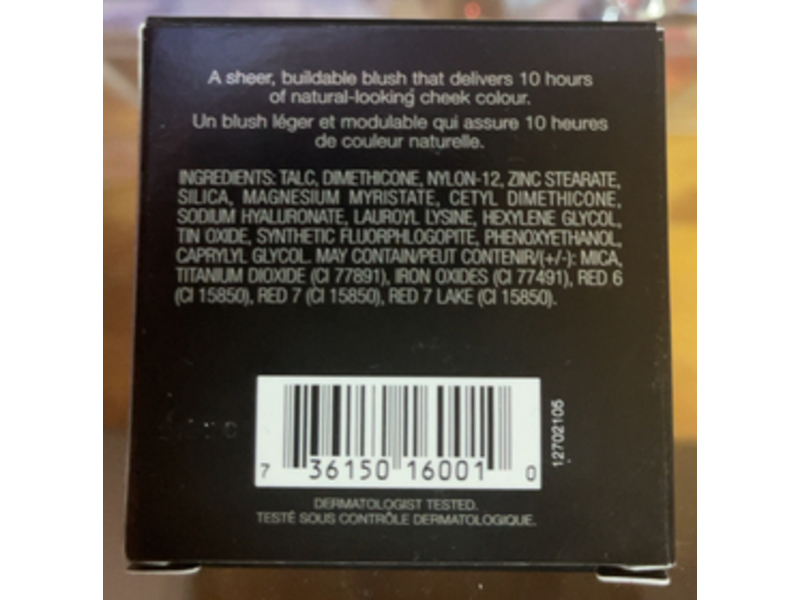 A sheer, buildable blush that delivers 10 hours
of natural-looking cheek colour.
Un blush léger et modulable qui assure 10 heures
de couleur naturelle.
INGREDIENTS: TALC, DIMETHICONE, NYLON-12, ZINC STEARATE,
SILICA, MAGNESIUM MYRISTATE, CETYL DIMETHICONE,
SODIUM HYALURONATE, LAUROYL LYSINE, HEXYLENE GLYCOL,
TIN OXIDE, SYNTHETIC FLUORPHLOGOPITE, PHENOXYETHANOL,
CAPRYLYL GLYCOL. MAY CONTAIN/PEUT CONTENIR/(+/-): MICA,
TITANIUM DIOXIDE (CI 77891), IRON OXIDES (CI 77491), RED 6
(CI 15850), RED 7 (CI 15850), RED 7 LAKE (CI 15850).
7 36150 16001 0
12702105
DERMATOLOGIST TESTED.
TESTÉ SOUS CONTRÔLE DERMATOLOGIQUE.